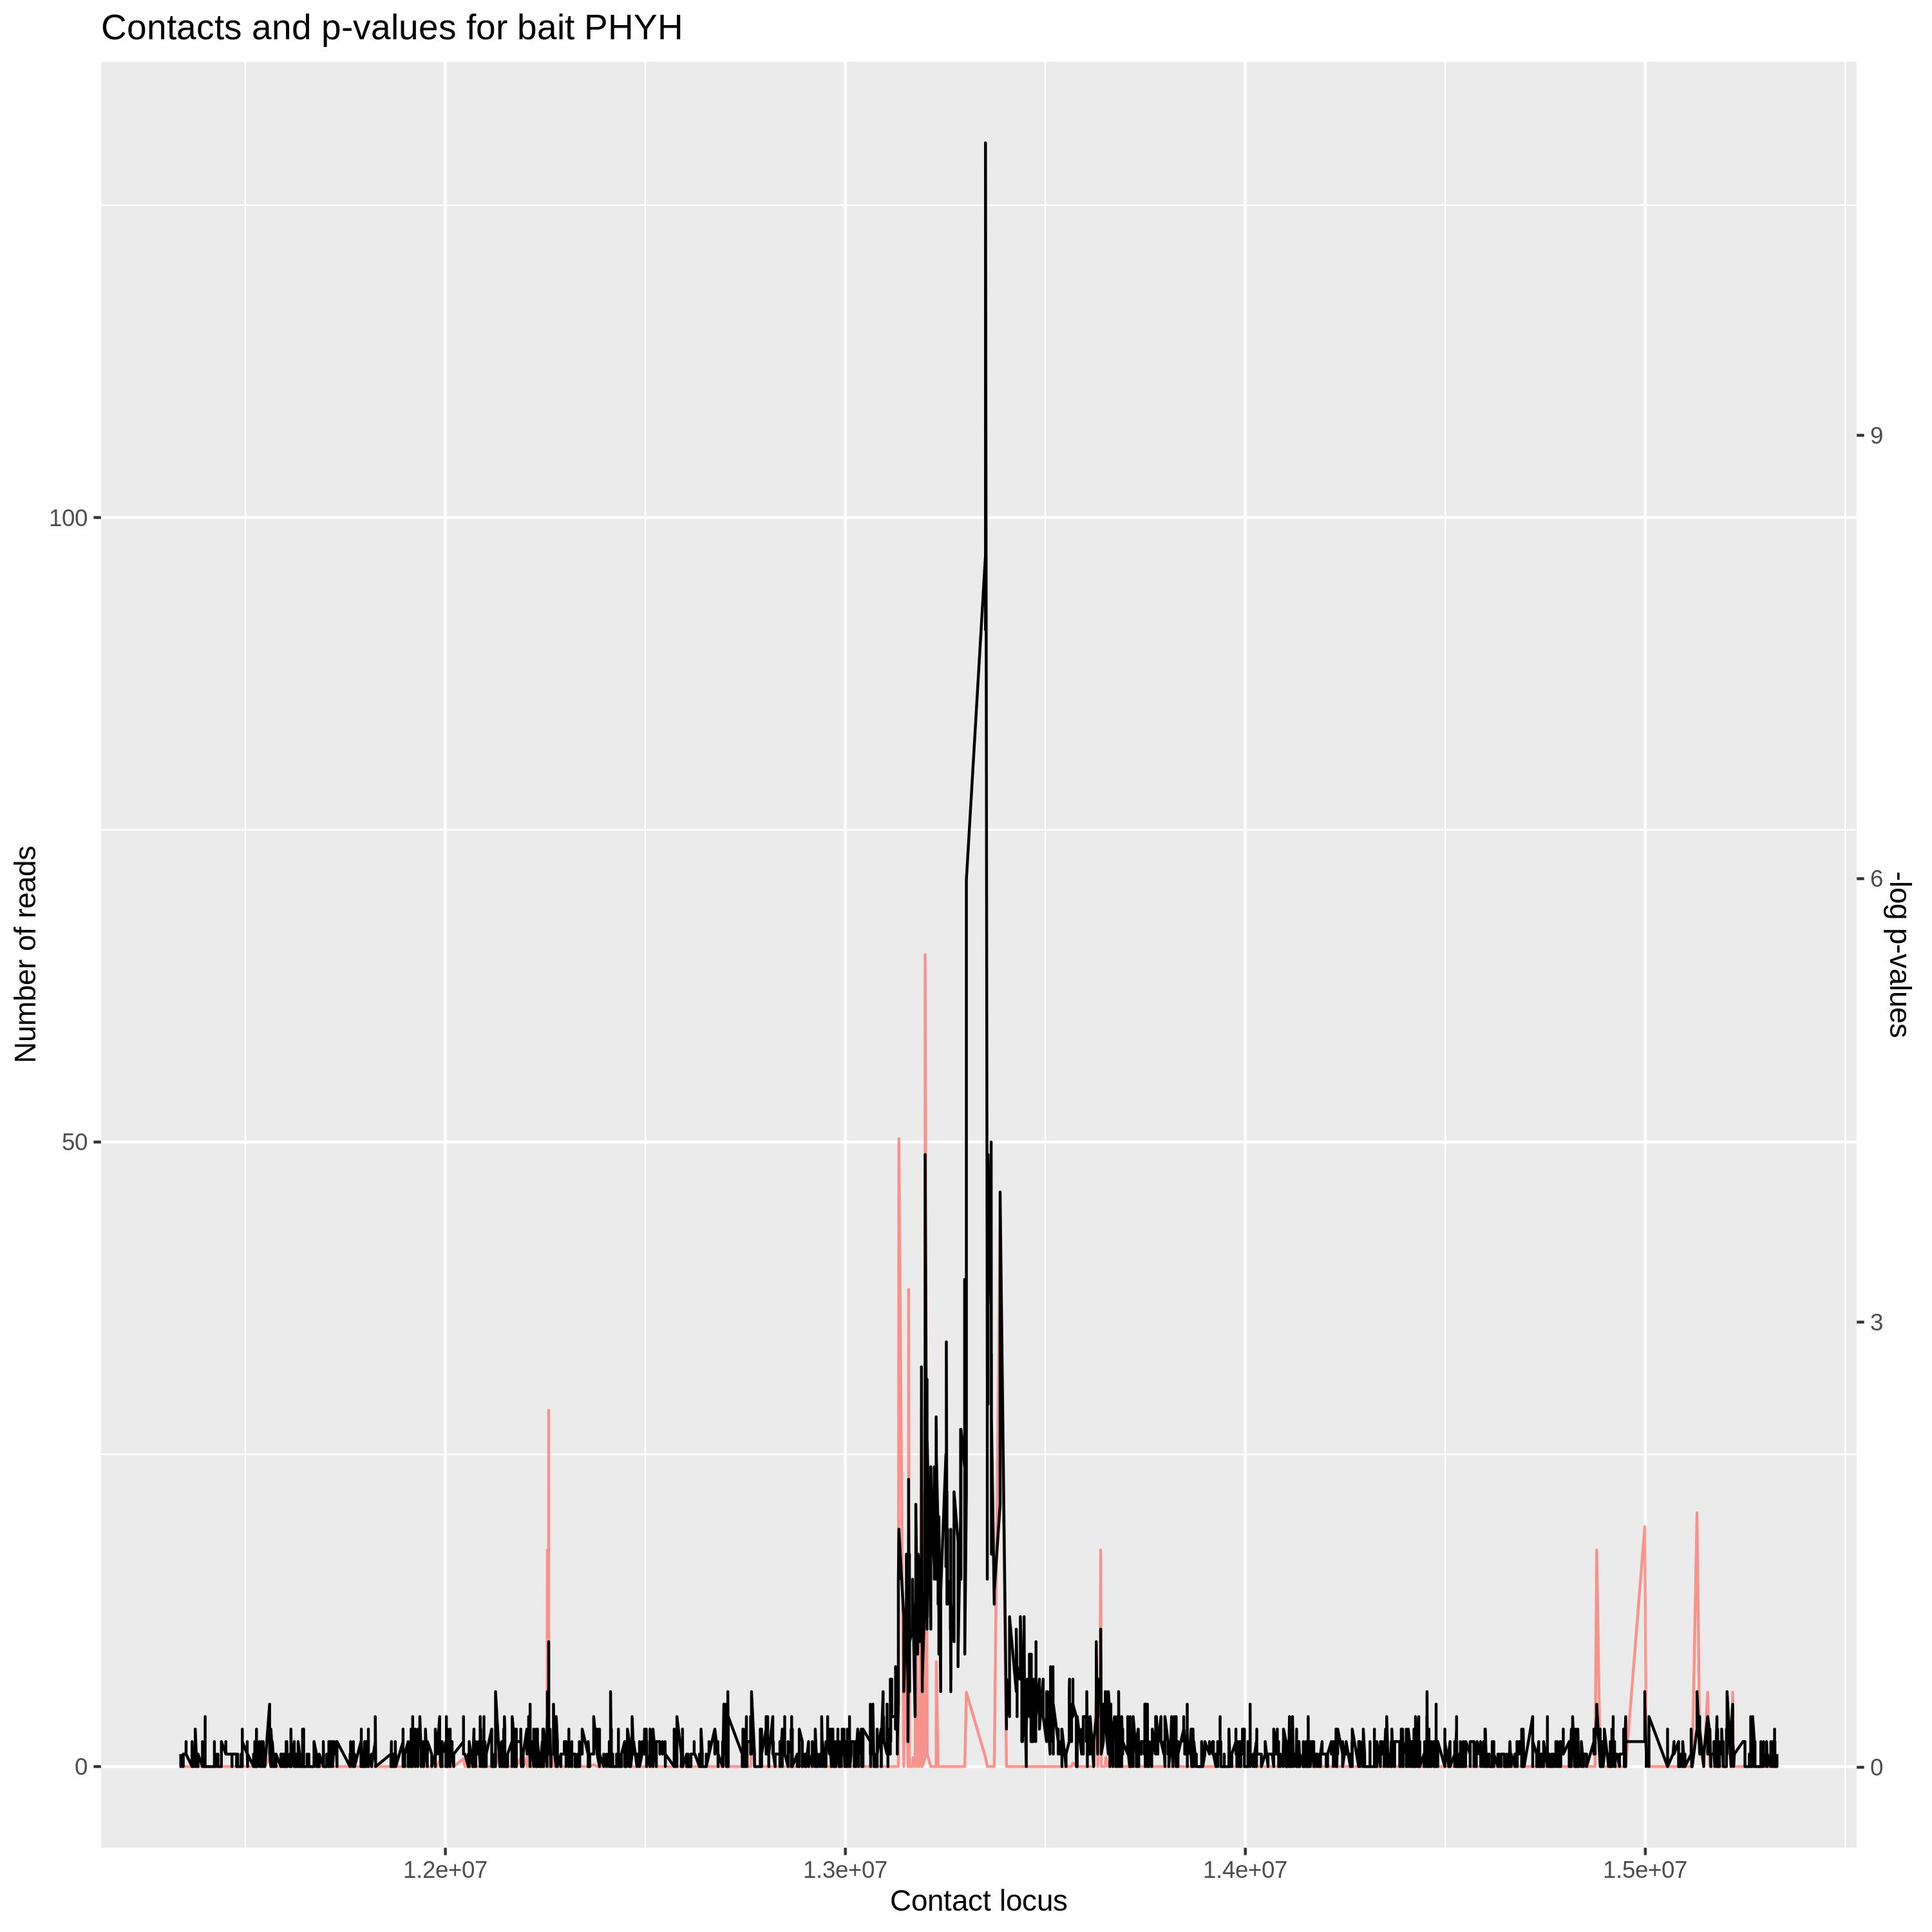 Contacts and p-values for bait PHYH
Number of reads
100
50
0
9
6
3
0
-log p-values
1.2e+07
1.3e+07
1.4e+07
1.5e+07
Contact locus